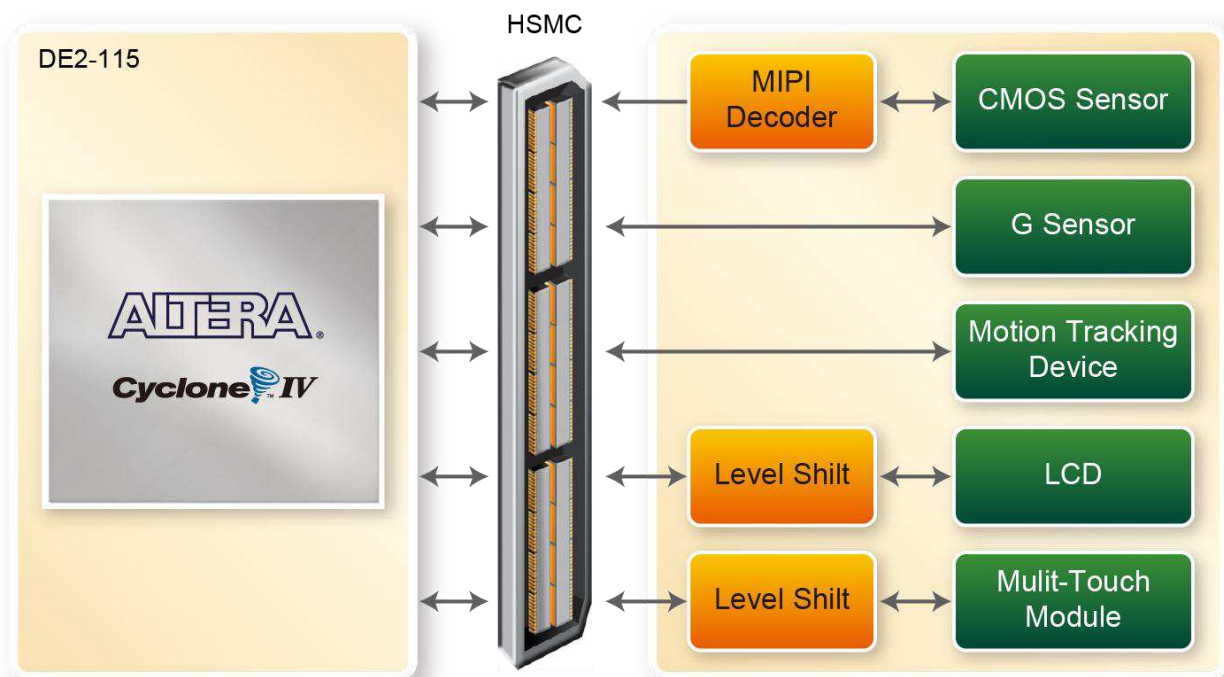 HSMC
DE2-115
ALTERA®
Cyclone™ IV
MIPI
Decoder
CMOS Sensor
G Sensor
Motion Tracking
Device
Level Shilt
LCD
Level Shilt
Mulit-Touch
Module